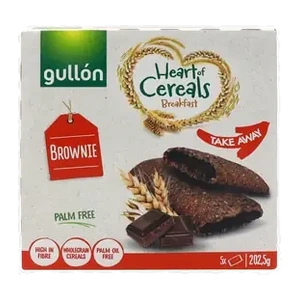 gullón
Heart of
Cereals
Breakfast
TAKE AWAY
BROWNIE
PALM FREE
HIGH IN
FIBRE
WHOLEGRAIN
CEREALS
PALM OIL
FREE
5x
202,5g